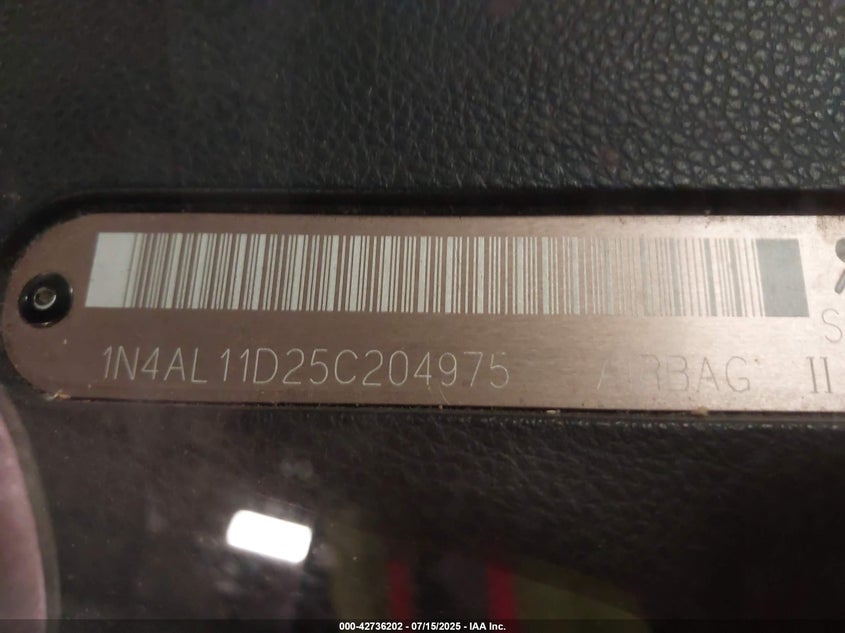 S
1N4AL11D25C204975 AIRBAG II
000-42736202 - 07/15/2025 - IAA Inc.